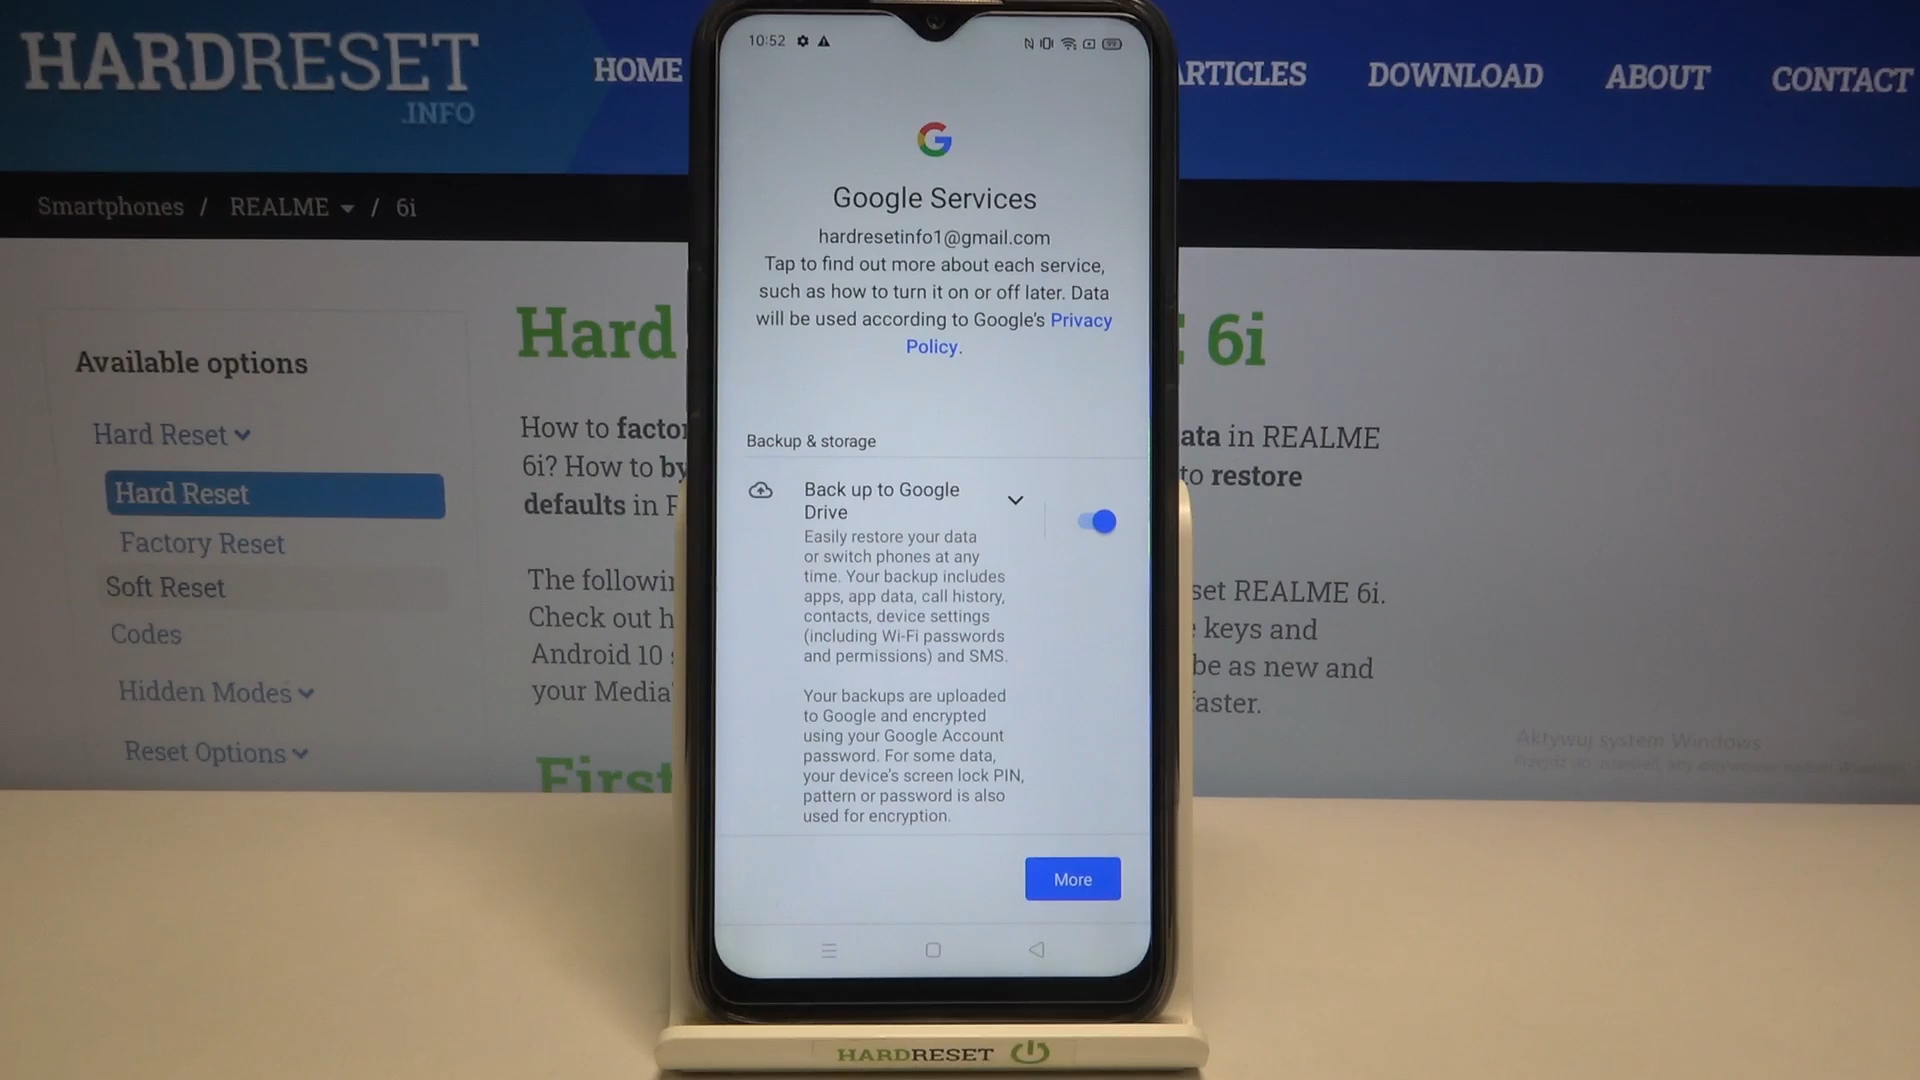 HARDRESET
.INFO
HOME
ARTICLES
DOWNLOAD
ABOUT
CONTACT
Smartphones / REALME / 6i
Available options
Hard Reset
Hard Reset
Factory Reset
Soft Reset
Codes
Hidden Modes
Reset Options
Hard
6i
How to
6i? How to
defaults in
in REALME
to restore
The
Check out
Android 10
your
REALME 6i.
keys and
be as new and
First
Aktywuj system Windows
10:52
Google Services
hardresetinfo1@gmail.com
Tap to find out more about each service,
such as how to turn it on or off later. Data
will be used according to Google's Privacy
Policy.
Backup & storage
Back up to Google
Drive
Easily restore your data
or switch phones at any
time. Your backup includes
apps, app data, call history,
contacts, device settings
(including Wi-Fi passwords
and permissions) and SMS.
Your backups are uploaded
to Google and encrypted
using your Google Account
password. For some data,
your device's screen lock PIN,
pattern or password is also
used for encryption.
More
HARDRESET